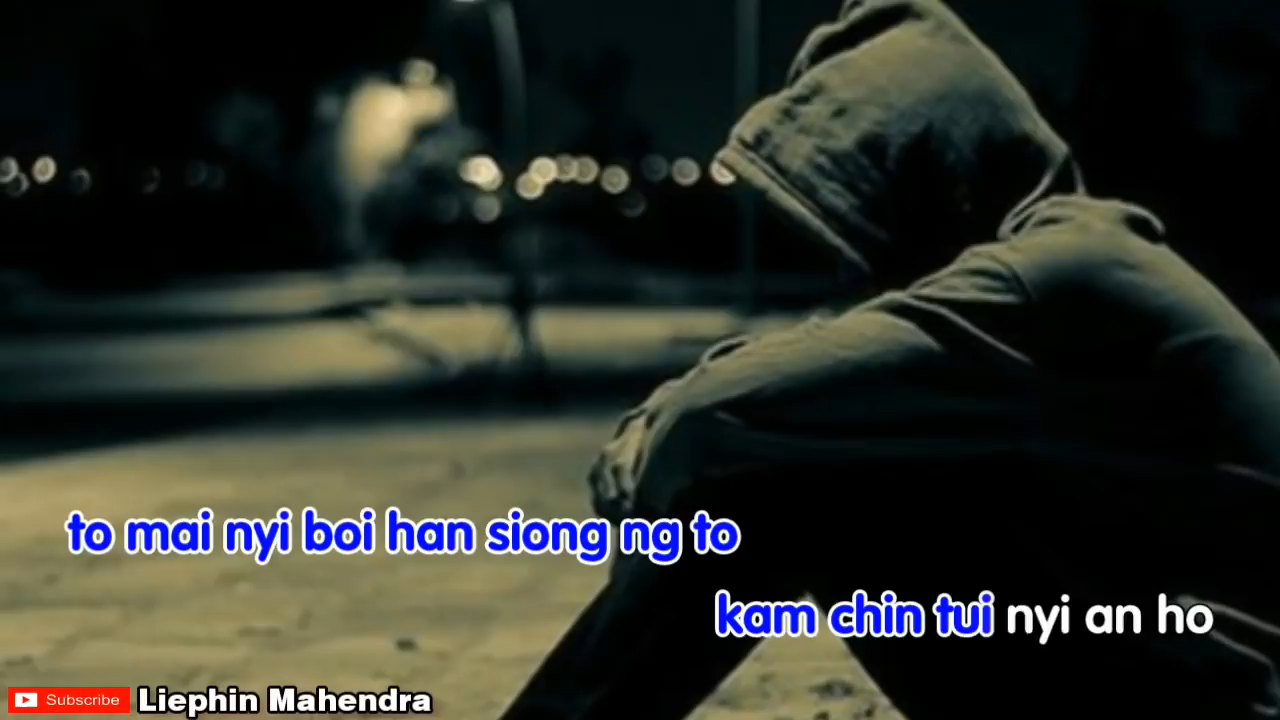 to mai nyi boi han siong ng to
kam chin tui nyi an ho
Subscribe
Liephin Mahendra